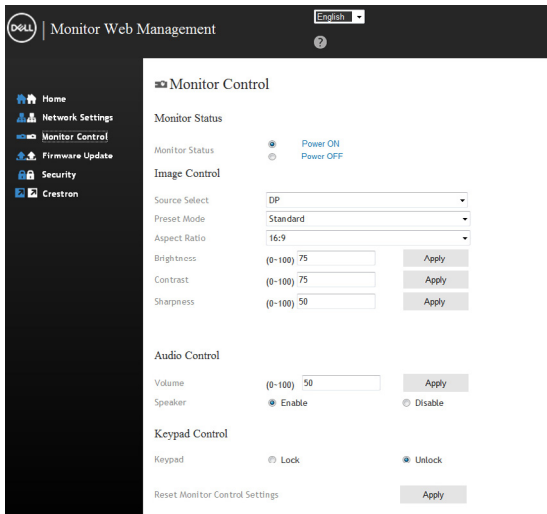 DELL | Monitor Web Management
English
?
Home
Network Settings
Monitor Control
Firmware Update
Security
Crestron
Monitor Control
Monitor Status
Monitor Status Power ON
Power OFF
Image Control
Source Select DP
Preset Mode Standard
Aspect Ratio 16:9
Brightness (0~100) 75 Apply
Contrast (0~100) 75 Apply
Sharpness (0~100) 50 Apply
Audio Control
Volume (0~100) 50 Apply
Speaker Enable Disable
Keypad Control
Keypad Lock Unlock
Reset Monitor Control Settings Apply